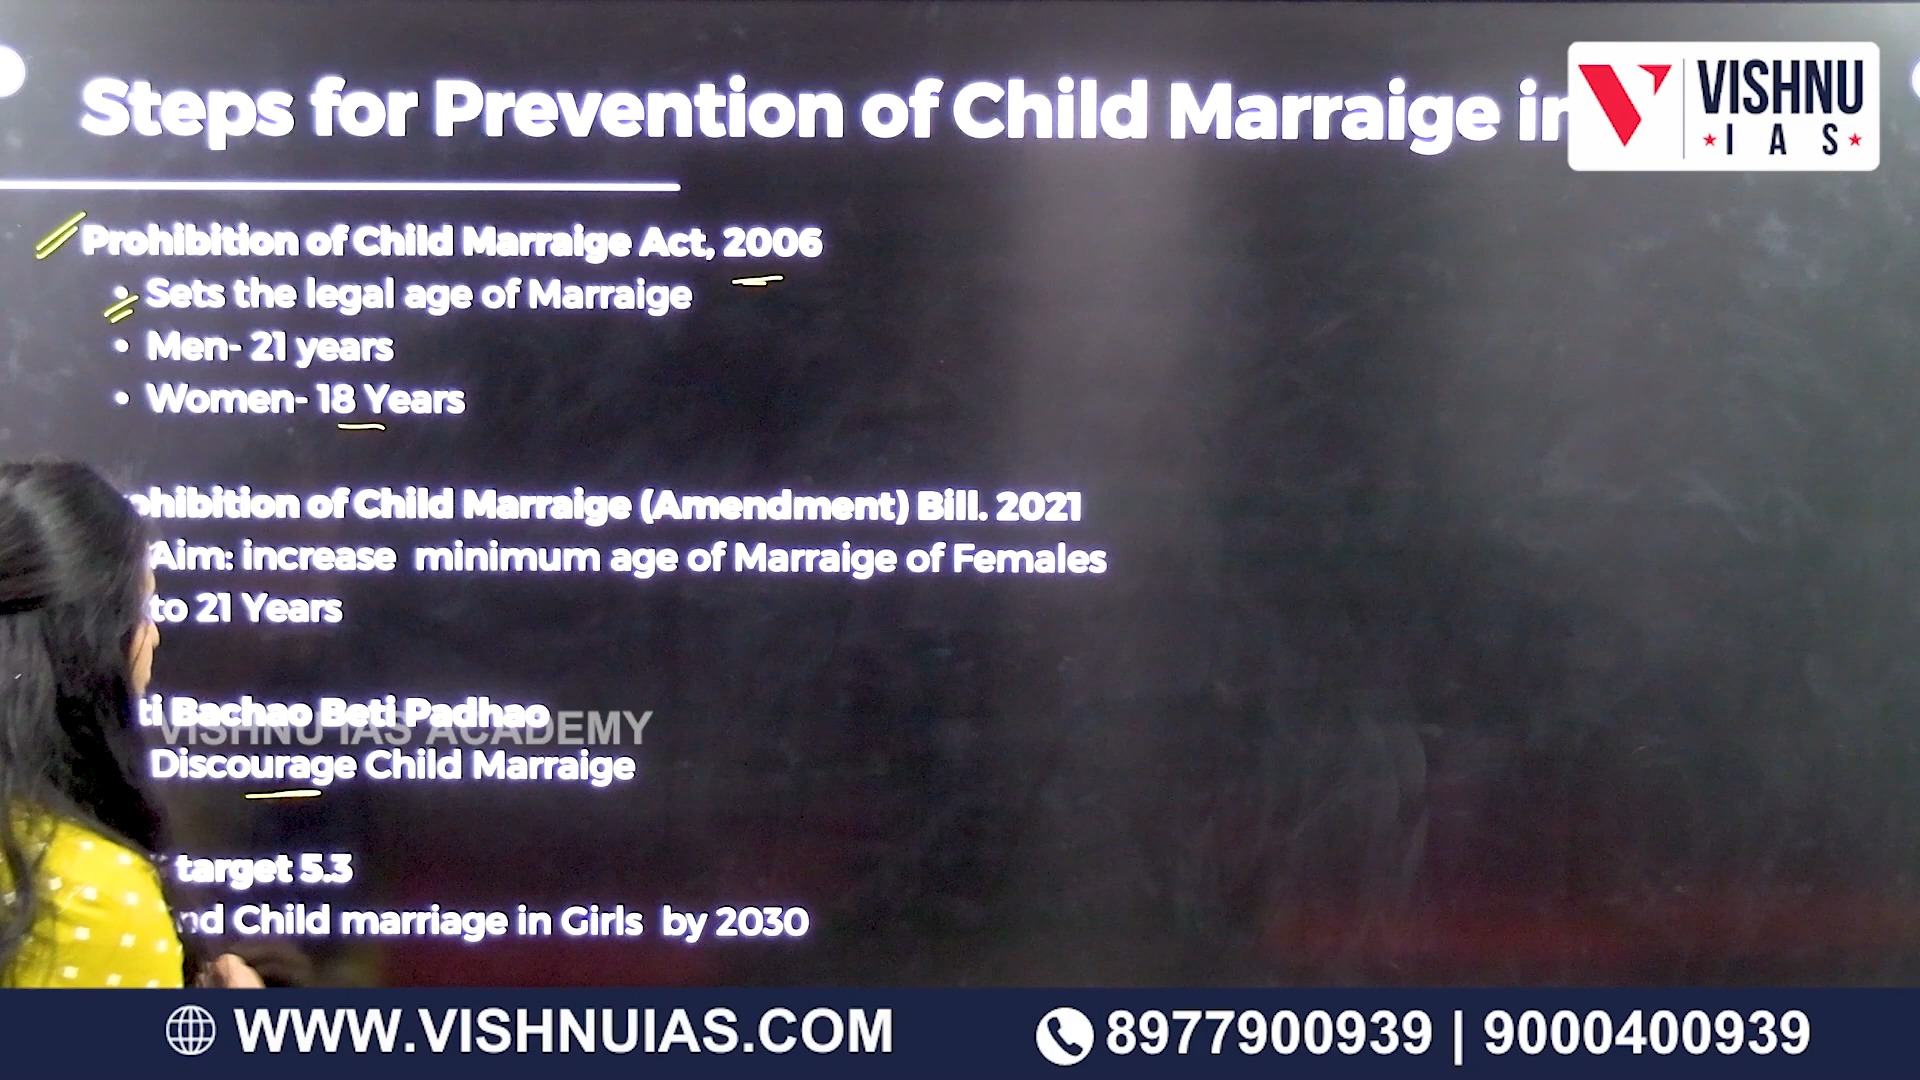 Steps for Prevention of Child Marraige in
VISHNU
IAS
Prohibition of Child Marraige Act, 2006
• Sets the legal age of Marraige
• Men- 21 years
• Women- 18 Years
ohibition of Child Marraige (Amendment) Bill. 2021
Aim: increase minimum age of Marraige of Females
to 21 Years
ti Bachao Beti Padhao
VISHNU IAS ACADEMY
Discourage Child Marraige
target 5.3
nd Child marriage in Girls by 2030
WWW.VISHNUIAS.COM
8977900939 | 9000400939